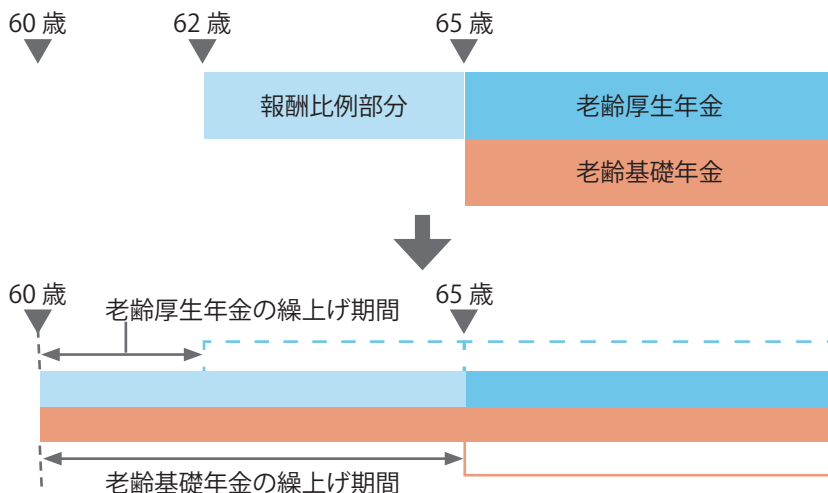 60 歳
62 歳
65 歳
報酬比例部分
老齢厚生年金
老齢基礎年金
60 歳
老齢厚生年金の繰上げ期間
65 歳
老齢基礎年金の繰上げ期間